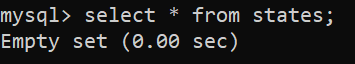 mysql> select * from states;
Empty set (0.00 sec)